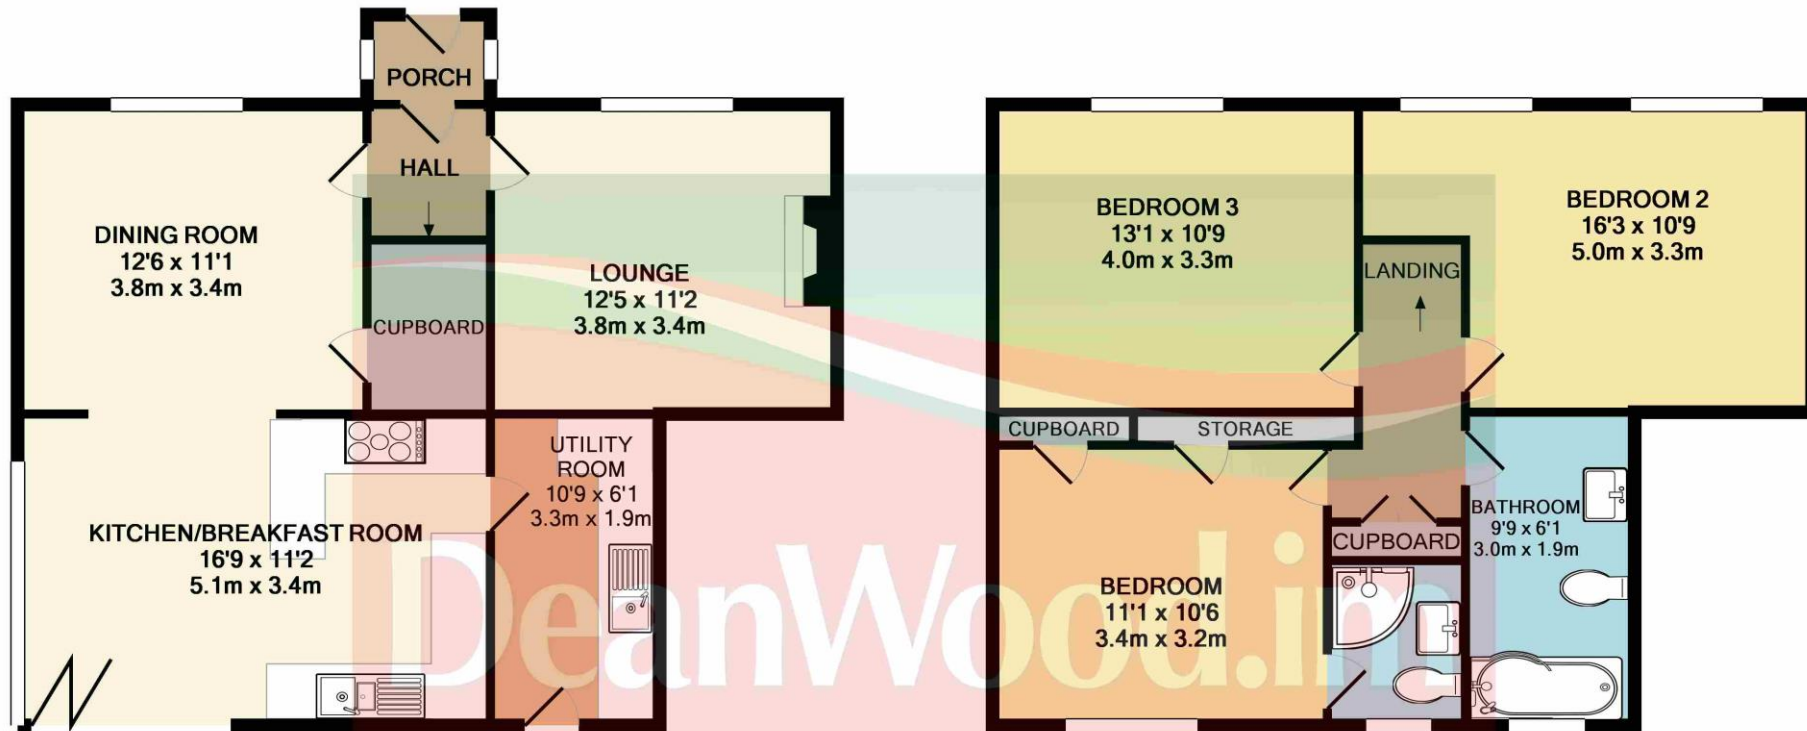 PORCH
HALL
DINING ROOM
12'6 x 11'1
3.8m x 3.4m
LOUNGE
12'5 x 11'2
3.8m x 3.4m
CUPBOARD
UTILITY
ROOM
10'9 x 6'1
3.3m x 1.9m
KITCHEN/BREAKFAST ROOM
16'9 x 11'2
5.1m x 3.4m
BEDROOM 3
13'1 x 10'9
4.0m x 3.3m
BEDROOM 2
16'3 x 10'9
5.0m x 3.3m
LANDING
CUPBOARD
STORAGE
BATHROOM
9'9 x 6'1
3.0m x 1.9m
CUPBOARD
BEDROOM
11'1 x 10'6
3.4m x 3.2m
DeanWood.im